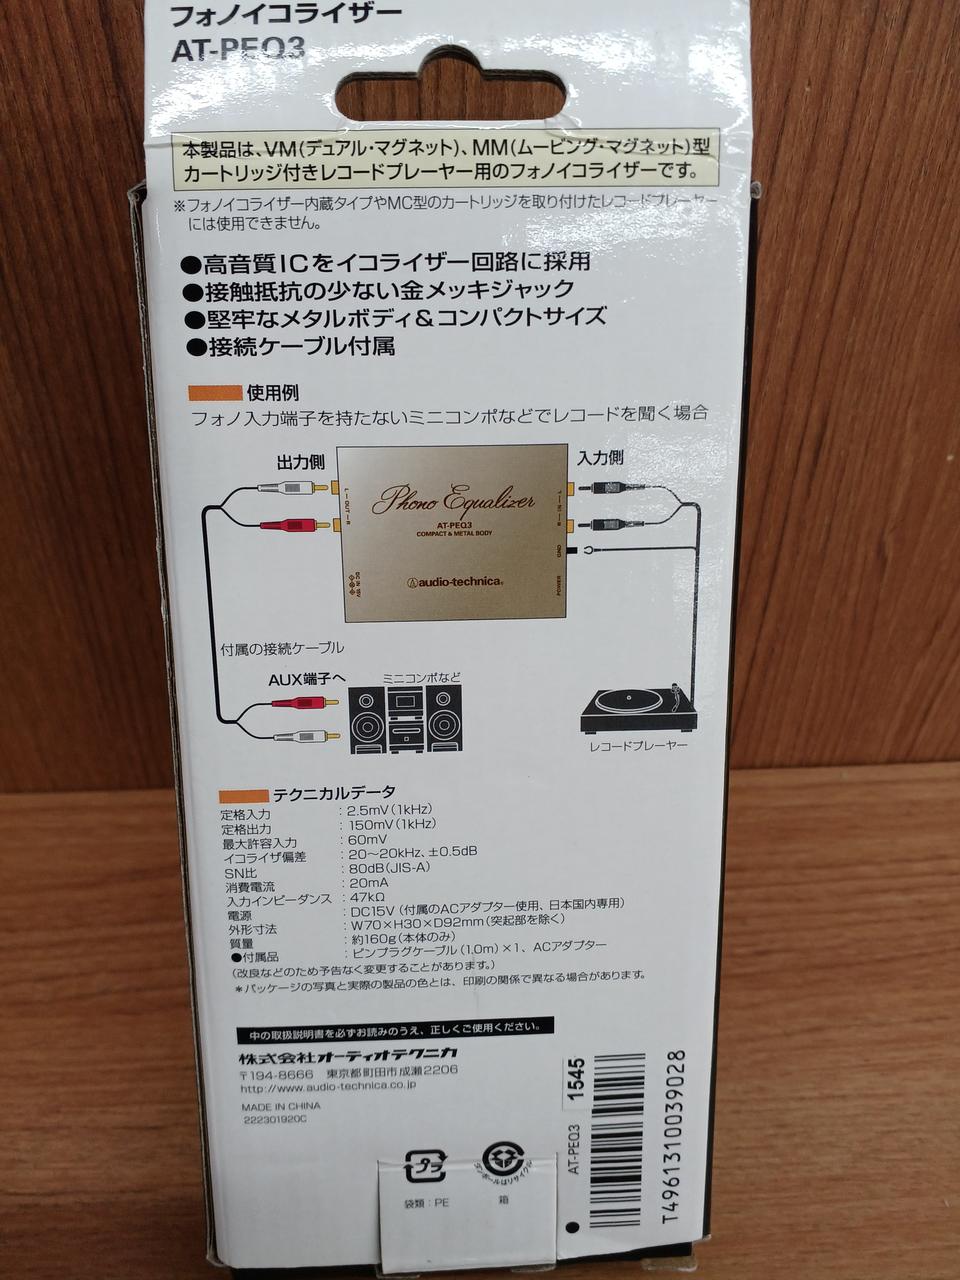 フォノイコライザー
AT-PEQ3
本製品は、VM(デュアル・マグネット)、MM(ムービング・マグネット)型
カートリッジ付きレコードプレーヤー用のフォノイコライザーです。
※フォノイコライザー内蔵タイプやMC型のカートリッジを取り付けたレコードプレーヤー
には使用できません。
●高音質ICをイコライザー回路に採用
●接触抵抗の少ない金メッキジャック
●堅牢なメタルボディ&コンパクトサイズ
●接続ケーブル付属
使用例
フォノ入力端子を持たないミニコンポなどでレコードを聞く場合
出力側
入力側
L—OUT—R
L—IN—R
Phono Equalizer
AT-PEQ3
COMPACT & METAL BODY
GND
audio-technica®
DC IN 15V
POWER
付属の接続ケーブル
AUX端子へ
ミニコンポなど
レコードプレーヤー
テクニカルデータ
定格入力 : 2.5mV(1kHz)
定格出力 : 150mV(1kHz)
最大許容入力 : 60mV
イコライザ偏差 : 20〜20kHz、±0.5dB
SN比 : 80dB(JIS-A)
消費電流 : 20mA
入力インピーダンス : 47kΩ
電源 : DC15V(付属のACアダプター使用、日本国内専用)
外形寸法 : W70×H30×D92mm(突起部を除く)
質量 : 約160g(本体のみ)
●付属品 : ピンプラグケーブル(1.0m)×1、ACアダプター
(改良などのため予告なく変更することがあります。)
*パッケージの写真と実際の製品の色とは、印刷の関係で異なる場合があります。
中の取扱説明書を必ずお読みのうえ、正しくご使用ください。
株式会社オーディオテクニカ
〒194-8666 東京都町田市成瀬2206
http://www.audio-technica.co.jp
MADE IN CHINA
222301920C
プラ
袋類:PE
ダンボールはリサイクル
箱
AT-PEQ3
1545
T4961310039028